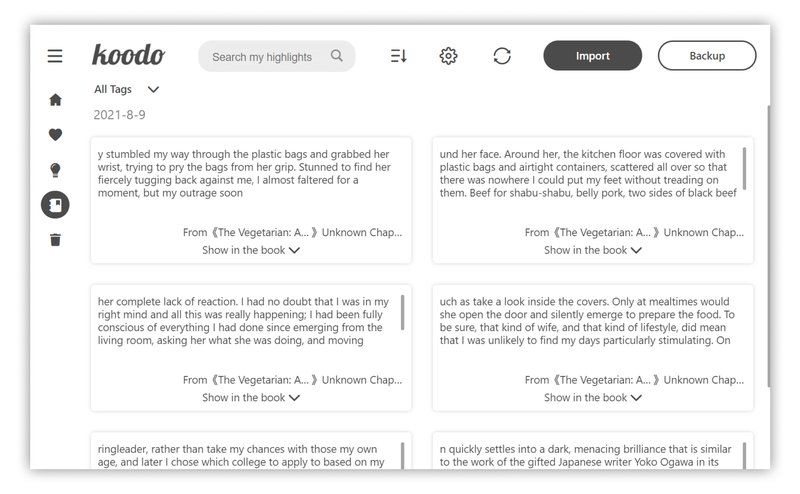 koodo
Search my highlights
Import
Backup
All Tags
2021-8-9
y stumbled my way through the plastic bags and grabbed her
wrist, trying to pry the bags from her grip. Stunned to find her
fiercely tugging back against me, I almost faltered for a
moment, but my outrage soon
From《The Vegetarian: A... 》Unknown Chap...
Show in the book
und her face. Around her, the kitchen floor was covered with
plastic bags and airtight containers, scattered all over so that
there was nowhere I could put my feet without treading on
them. Beef for shabu-shabu, belly pork, two sides of black beef
From《The Vegetarian: A... 》Unknown Chap...
Show in the book
her complete lack of reaction. I had no doubt that I was in my
right mind and all this was really happening; I had been fully
conscious of everything I had done since emerging from the
living room, asking her what she was doing, and moving
From《The Vegetarian: A... 》Unknown Chap...
Show in the book
uch as take a look inside the covers. Only at mealtimes would
she open the door and silently emerge to prepare the food. To
be sure, that kind of wife, and that kind of lifestyle, did mean
that I was unlikely to find my days particularly stimulating. On
From《The Vegetarian: A... 》Unknown Chap...
Show in the book
ringleader, rather than take my chances with those my own
age, and later I chose which college to apply to based on my
n quickly settles into a dark, menacing brilliance that is similar
to the work of the gifted Japanese writer Yoko Ogawa in its